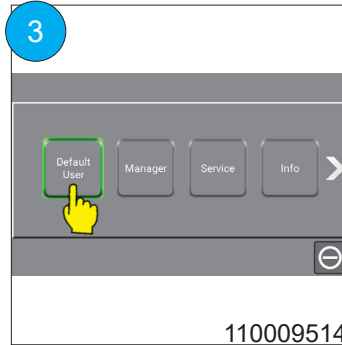 3
Default
User
Manager
Service
Info
110009514